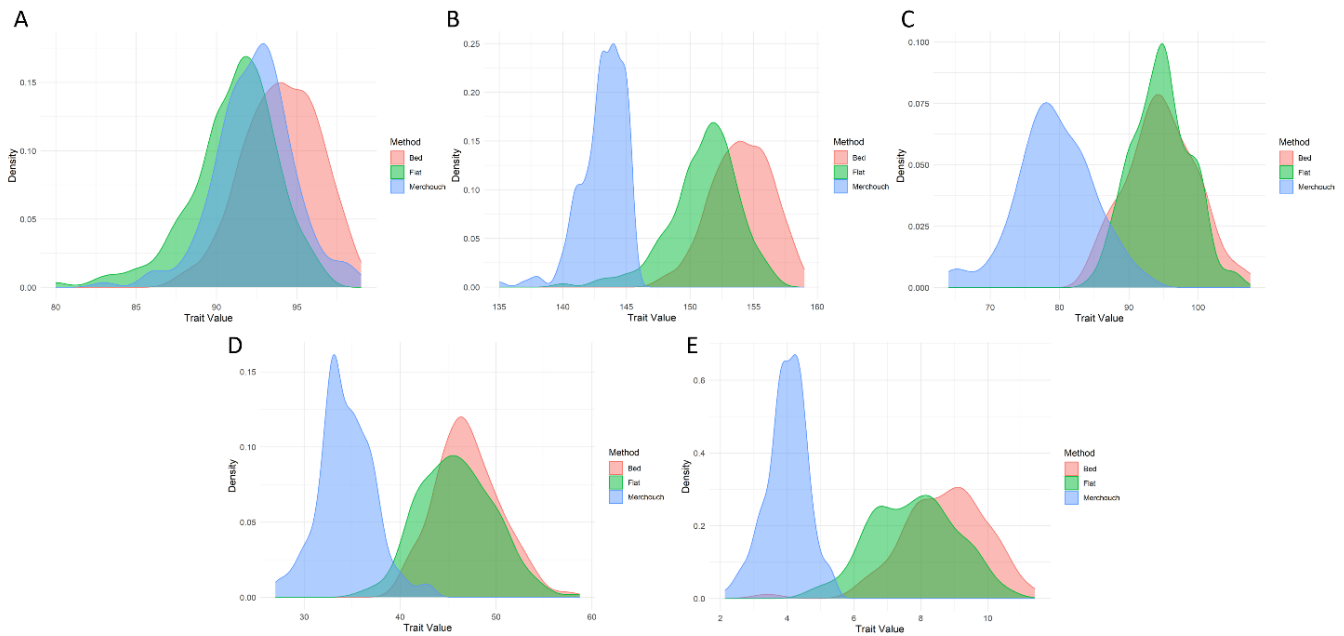 A
Density
0.15
0.10
0.05
0.00
80
90
95
Trait Value
Method
Bed
Flat
Merchouch
B
Density
0.25
0.20
0.15
0.10
0.05
0.00
135
140
145
150
155
160
Trait Value
Method
Bed
Flat
Merchouch
C
Density
0.100
0.075
0.050
0.025
0.000
70
80
90
100
Trait Value
Method
Bed
Flat
Merchouch
D
Density
0.15
0.10
0.05
0.00
30
40
50
60
Trait Value
Method
Bed
Flat
Merchouch
E
Density
0.6
0.4
0.2
0.0
2
4
6
8
10
Trait Value
Method
Bed
Flat
Merchouch